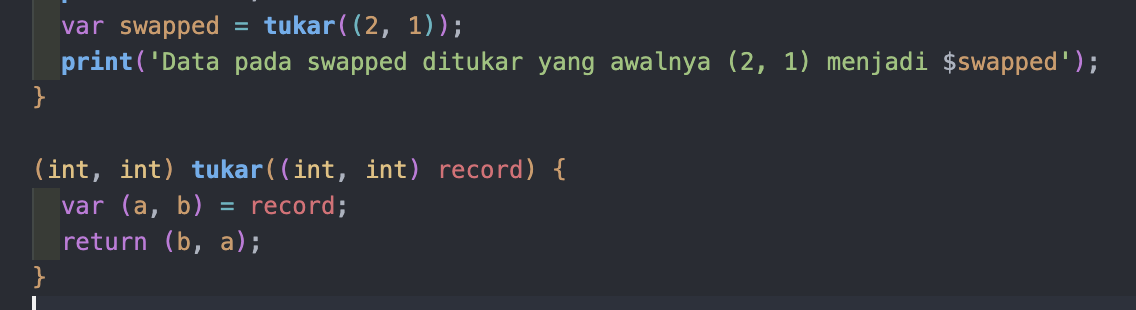 var swapped = tukar((2, 1));
print('Data pada swapped ditukar yang awalnya (2, 1) menjadi $swapped');
}
(int, int) tukar((int, int) record) {
var (a, b) = record;
return (b, a);
}